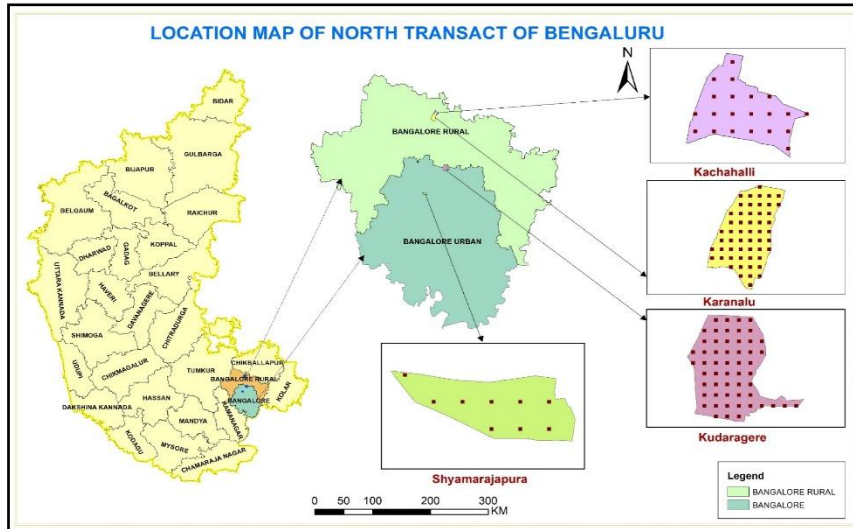 LOCATION MAP OF NORTH TRANSACT OF BENGALURU
N
BIDAR
GULBARGA
BIJAPUR
BAGALKOT
BELGAUM
RAICHUR
KOPPAL
DHARWAD
GADAG
BELLARY
UTTARA KANNADA
HAVERI
DAVANAGERE
CHITRADURGA
SHIMOGA
UDUPI
CHIKMAGALUR
TUMKUR
CHIKBALLAPUR
BANGALORE RURAL
KOLAR
BANGALORE
HASSAN
DAKSHINA KANNADA
RAMANAGAR
MANDYA
KODAGU
MYSORE
CHAMARAJA NAGAR
BANGALORE RURAL
BANGALORE URBAN
Kachahalli
Karanalu
Kudaragere
Shyamarajapura
0 50 100 200 300
KM
Legend
BANGALORE RURAL
BANGALORE